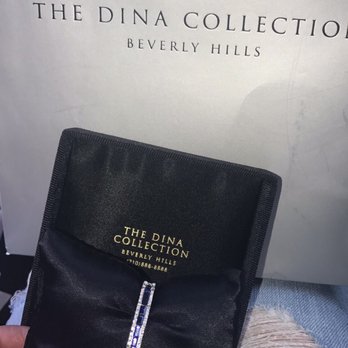 THE DINA COLLECTION
BEVERLY HILLS
THE DINA
COLLECTION
BEVERLY HILLS